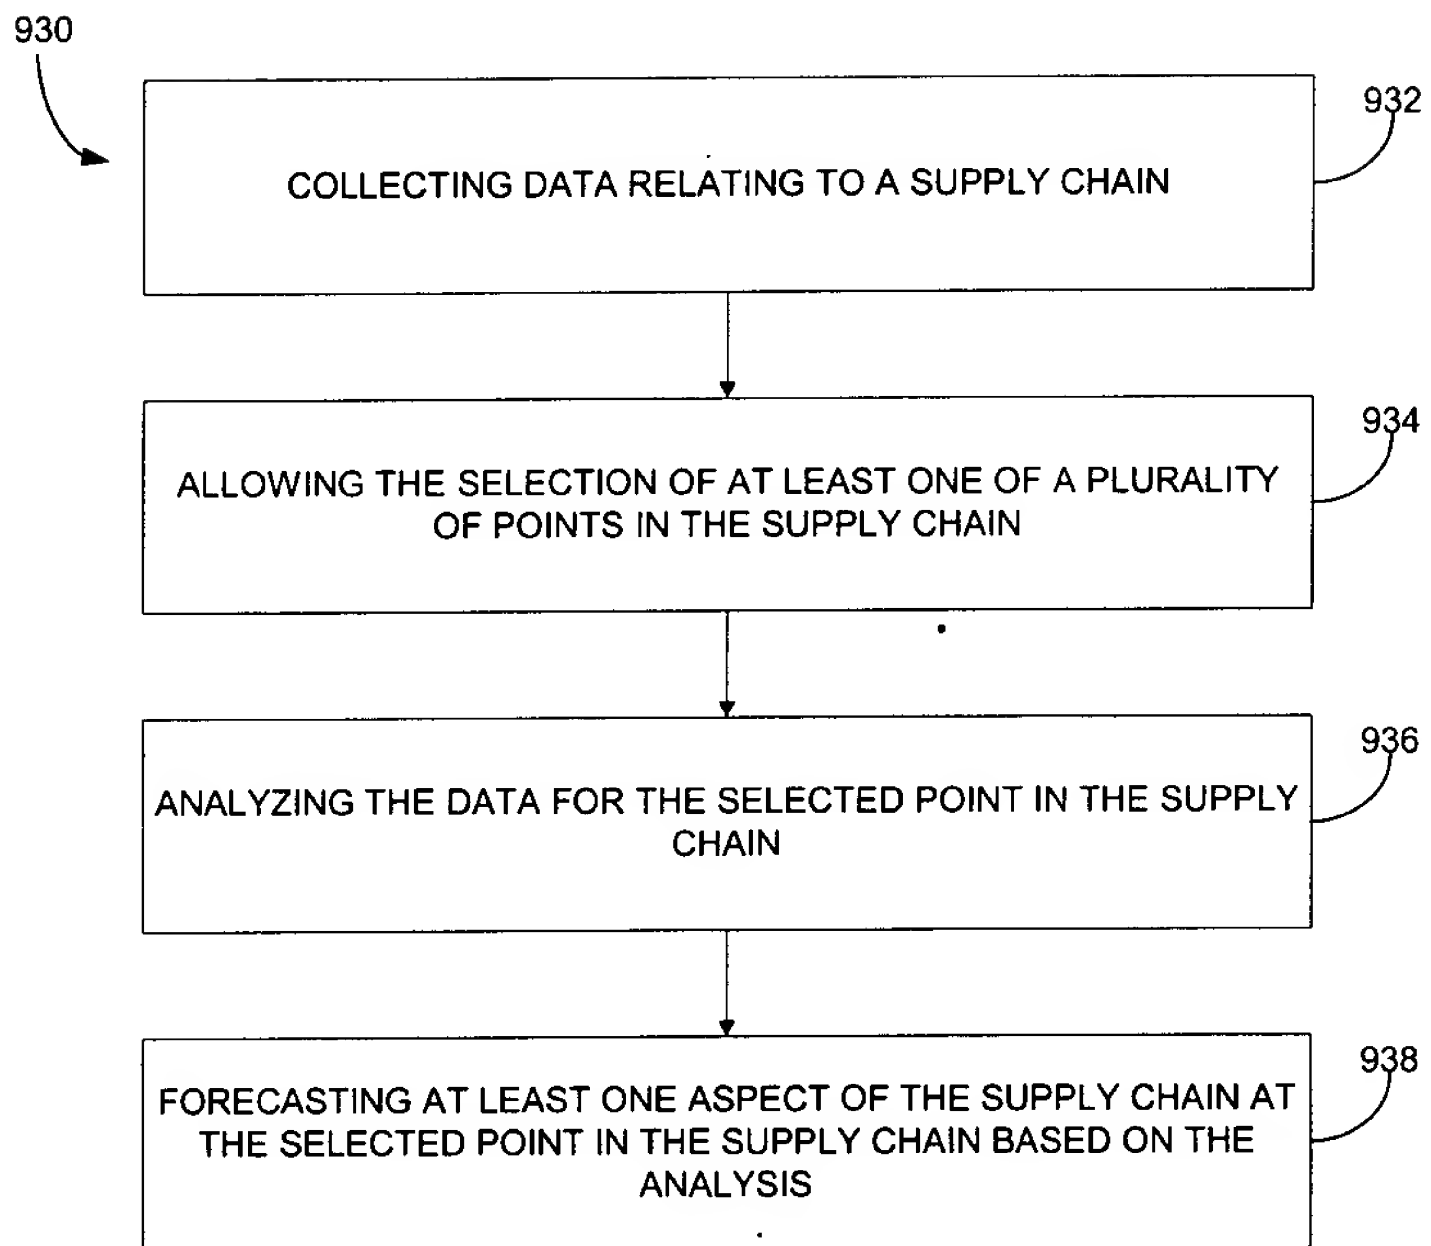 930
932
COLLECTING DATA RELATING TO A SUPPLY CHAIN
934
ALLOWING THE SELECTION OF AT LEAST ONE OF A PLURALITY
OF POINTS IN THE SUPPLY CHAIN
936
ANALYZING THE DATA FOR THE SELECTED POINT IN THE SUPPLY
CHAIN
938
FORECASTING AT LEAST ONE ASPECT OF THE SUPPLY CHAIN AT
THE SELECTED POINT IN THE SUPPLY CHAIN BASED ON THE
ANALYSIS